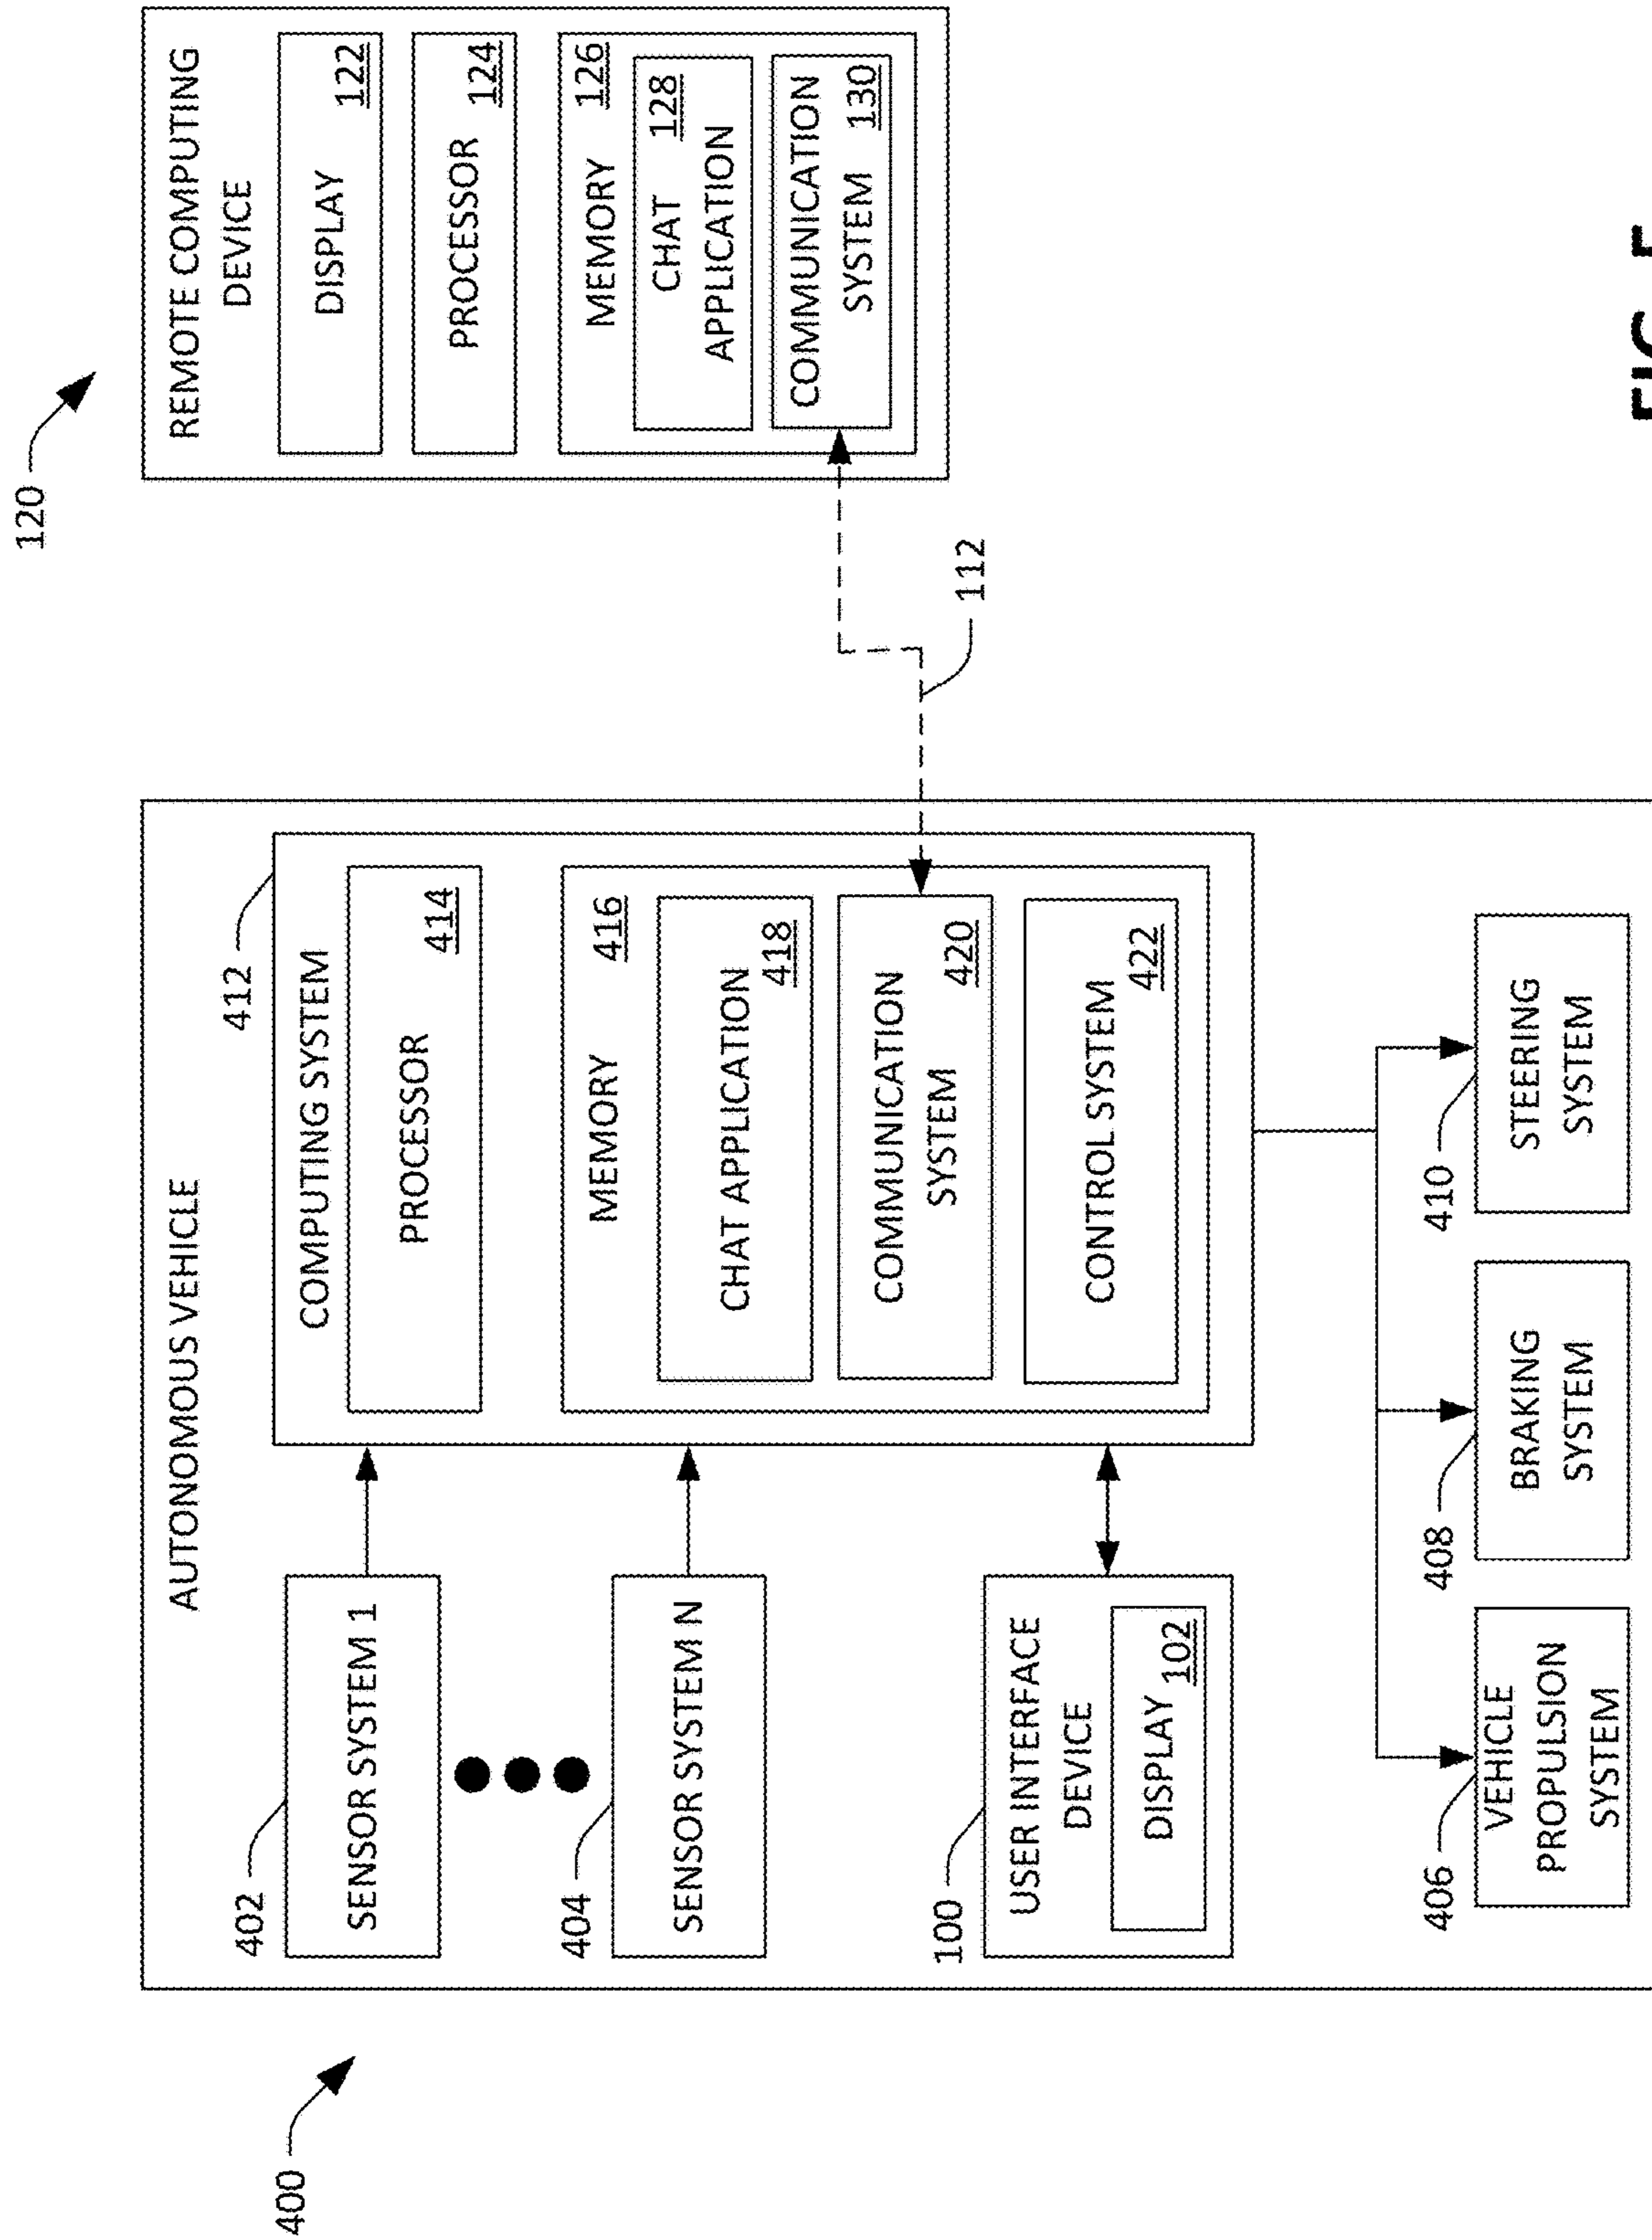 400
AUTONOMOUS VEHICLE
402
SENSOR SYSTEM 1
404
SENSOR SYSTEM N
100
USER INTERFACE
DEVICE
DISPLAY
102
412
COMPUTING SYSTEM
PROCESSOR
414
MEMORY
416
CHAT APPLICATION
418
COMMUNICATION
SYSTEM
420
CONTROL SYSTEM
422
406
VEHICLE
PROPULSION
SYSTEM
408
BRAKING
SYSTEM
410
STEERING
SYSTEM
112
120
REMOTE COMPUTING
DEVICE
DISPLAY
122
PROCESSOR
124
MEMORY
126
CHAT
128
APPLICATION
COMMUNICATION
SYSTEM
130